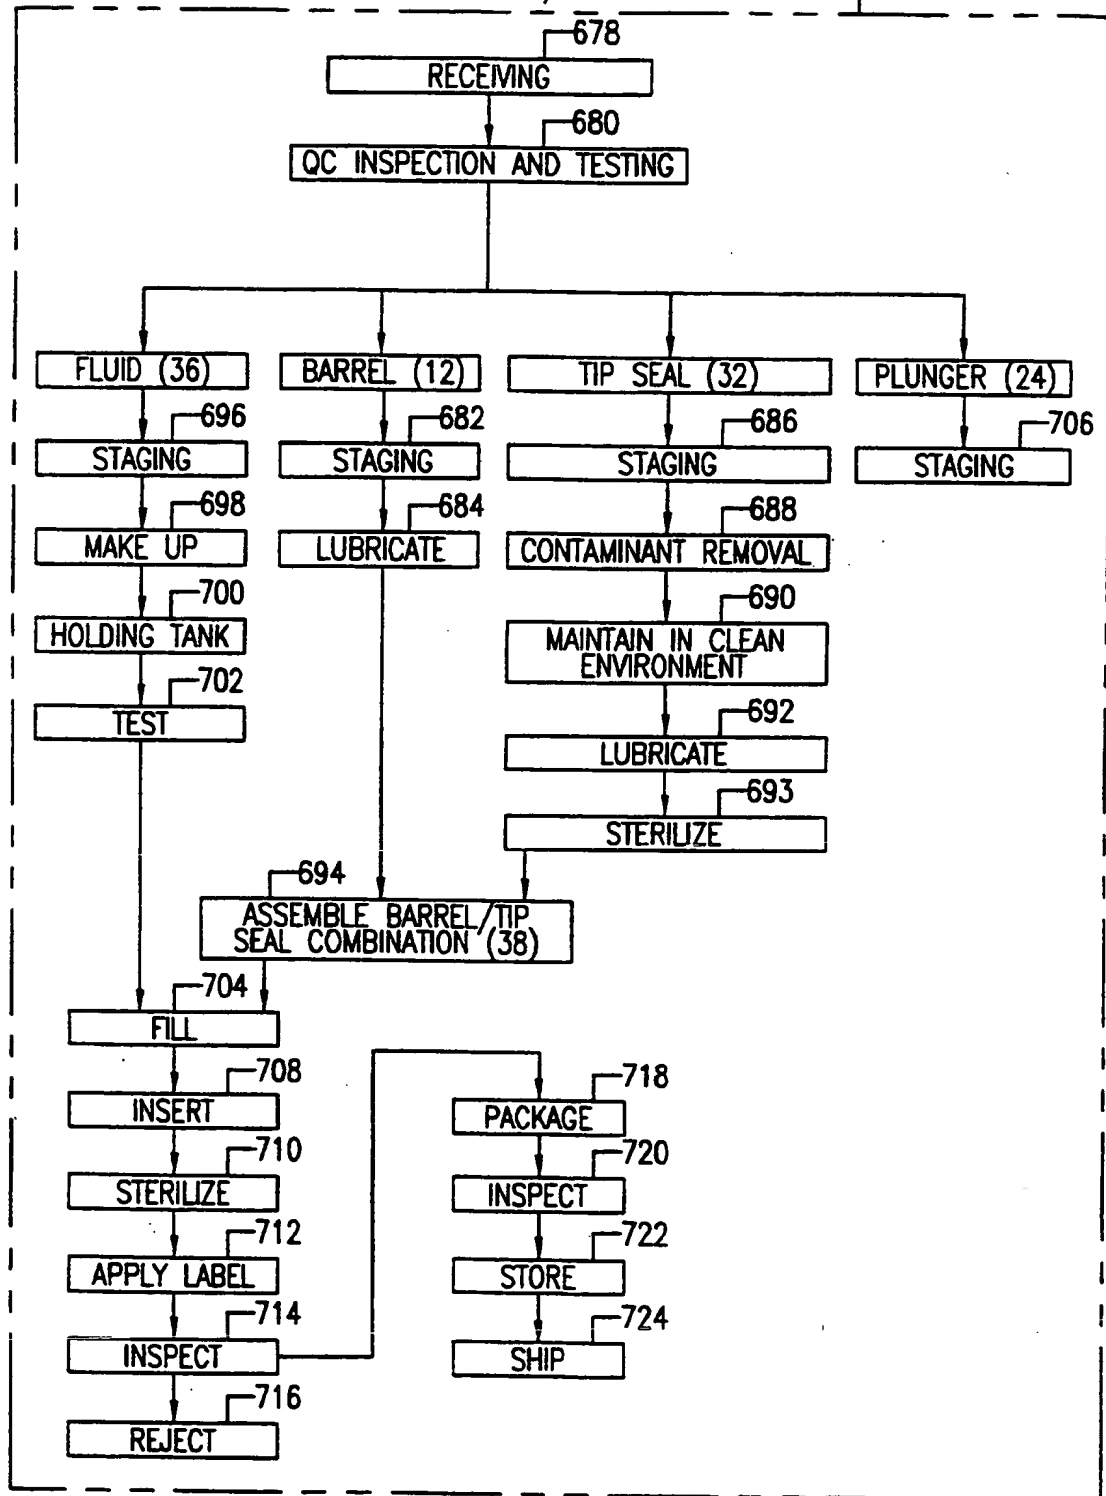 678
RECEIVING
680
QC INSPECTION AND TESTING
FLUID (36)
696
STAGING
698
MAKE UP
700
HOLDING TANK
702
TEST
BARREL (12)
682
STAGING
684
LUBRICATE
TIP SEAL (32)
686
STAGING
688
CONTAMINANT REMOVAL
690
MAINTAIN IN CLEAN
ENVIRONMENT
692
LUBRICATE
693
STERILIZE
PLUNGER (24)
706
STAGING
694
ASSEMBLE BARREL/TIP
SEAL COMBINATION (38)
704
FILL
708
INSERT
710
STERILIZE
712
APPLY LABEL
714
INSPECT
716
REJECT
718
PACKAGE
720
INSPECT
722
STORE
724
SHIP